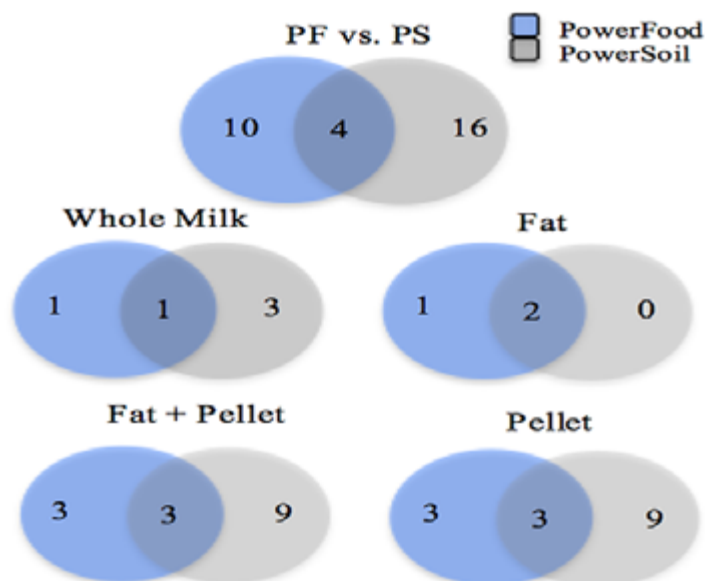 PF vs. PS
PowerFood
PowerSoil
10 4 16
Whole Milk
Fat
1 1 3
1 2 0
Fat + Pellet
Pellet
3 3 9
3 3 9